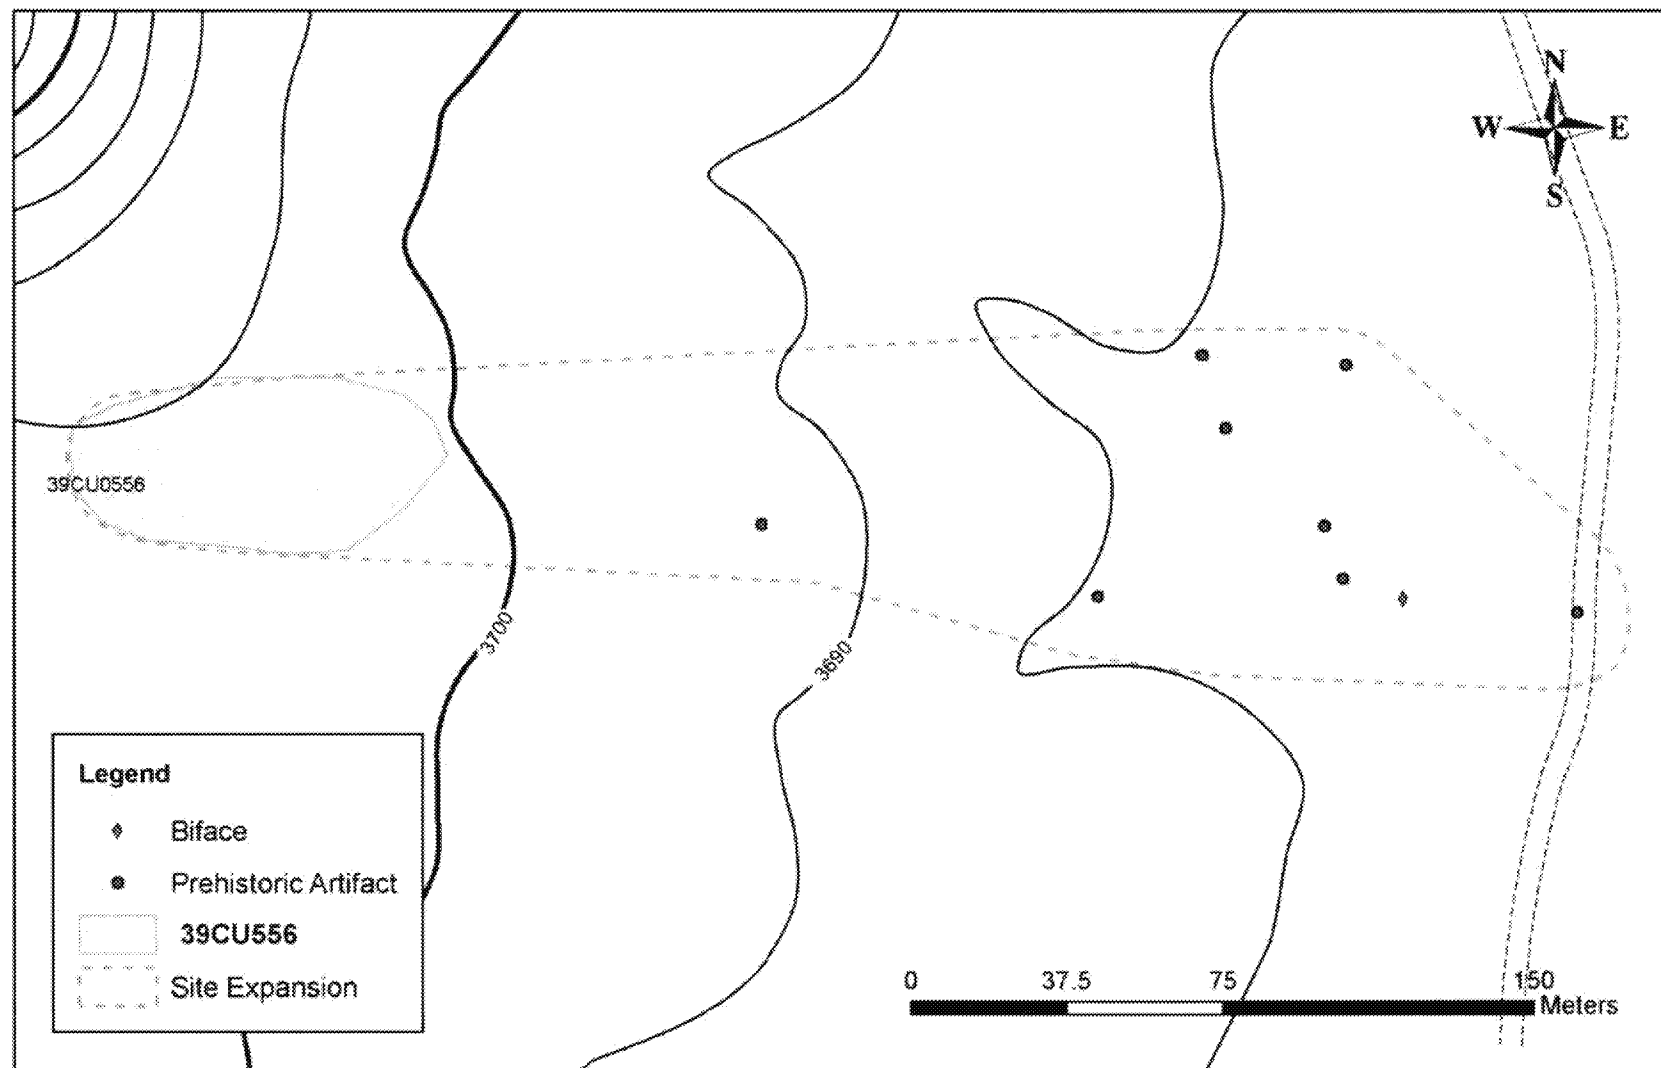 N
W E
S
39CU0556
3700
3690
Legend
Biface
Prehistoric Artifact
39CU556
Site Expansion
0 37.5 75 150
Meters